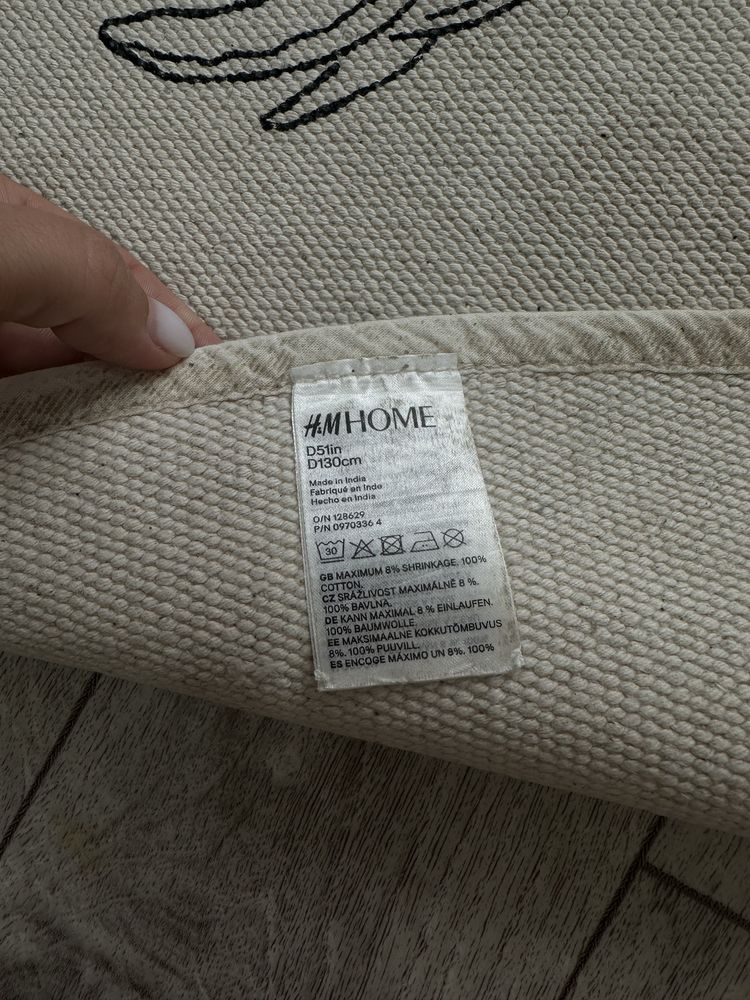 H&M HOME
D51in
D130cm
Made in India
Fabriqué en Inde
Hecho en India
O/N 128629
P/N 0970336 4
30
GB MAXIMUM 8% SHRINKAGE. 100%
COTTON.
CZ SRÁŽLIVOST MAXIMÁLNĚ 8 %.
100% BAVLNA.
DE KANN MAXIMAL 8 % EINLAUFEN.
100% BAUMWOLLE.
EE MAKSIMAALNE KOKKUTÕMBUVUS
8%. 100% PUUVILL.
ES ENCOGE MÁXIMO UN 8%. 100%